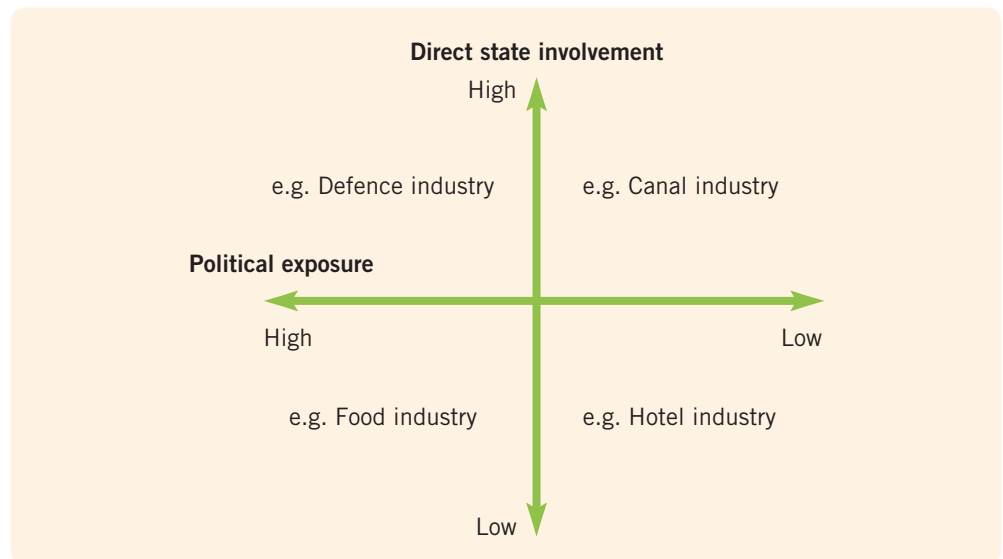 Direct state involvement
High
e.g. Defence industry
e.g. Canal industry
Political exposure
High
Low
e.g. Food industry
e.g. Hotel industry
Low